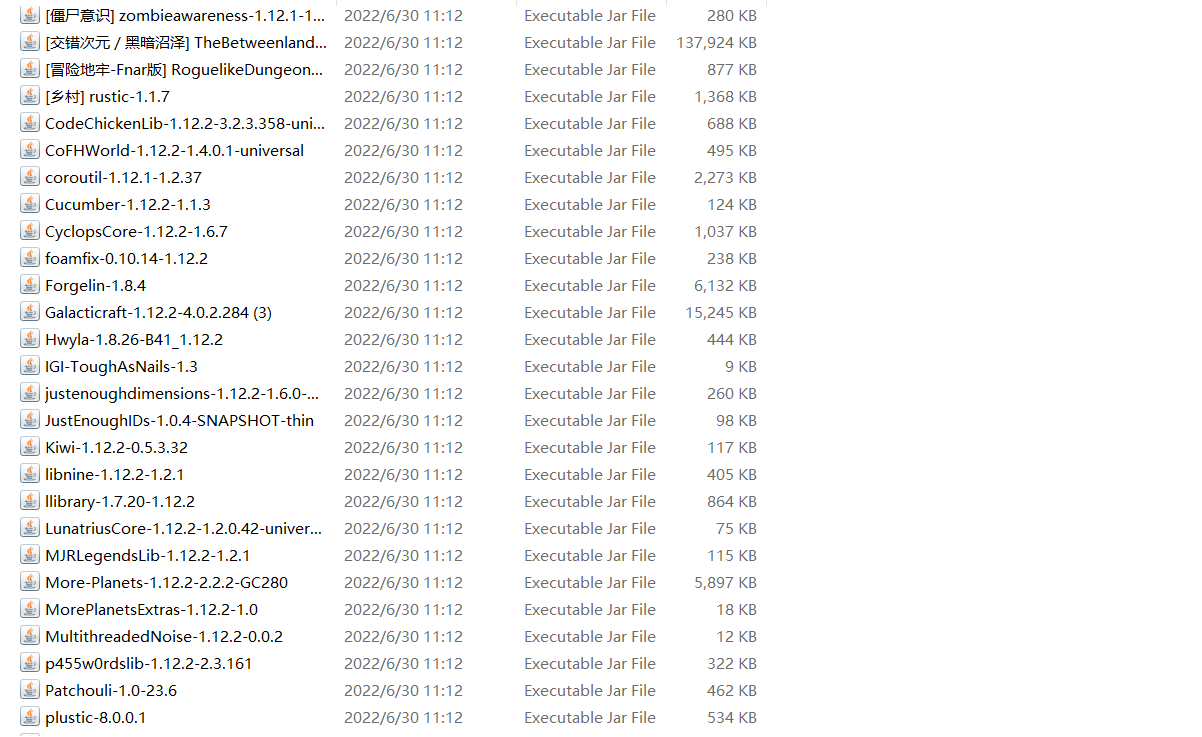 [僵尸意识] zombieawareness-1.12.1-1... 2022/6/30 11:12 Executable Jar File 280 KB
[交错次元 / 黑暗沼泽] TheBetweenland... 2022/6/30 11:12 Executable Jar File 137,924 KB
[冒险地牢-Fnar版] RoguelikeDungeon... 2022/6/30 11:12 Executable Jar File 877 KB
[乡村] rustic-1.1.7 2022/6/30 11:12 Executable Jar File 1,368 KB
CodeChickenLib-1.12.2-3.2.3.358-uni... 2022/6/30 11:12 Executable Jar File 688 KB
CoFHWorld-1.12.2-1.4.0.1-universal 2022/6/30 11:12 Executable Jar File 495 KB
coroutil-1.12.1-1.2.37 2022/6/30 11:12 Executable Jar File 2,273 KB
Cucumber-1.12.2-1.1.3 2022/6/30 11:12 Executable Jar File 124 KB
CyclopsCore-1.12.2-1.6.7 2022/6/30 11:12 Executable Jar File 1,037 KB
foamfix-0.10.14-1.12.2 2022/6/30 11:12 Executable Jar File 238 KB
Forgelin-1.8.4 2022/6/30 11:12 Executable Jar File 6,132 KB
Galacticraft-1.12.2-4.0.2.284 (3) 2022/6/30 11:12 Executable Jar File 15,245 KB
Hwyla-1.8.26-B41_1.12.2 2022/6/30 11:12 Executable Jar File 444 KB
IGI-ToughAsNails-1.3 2022/6/30 11:12 Executable Jar File 9 KB
justenoughdimensions-1.12.2-1.6.0-... 2022/6/30 11:12 Executable Jar File 260 KB
JustEnoughIDs-1.0.4-SNAPSHOT-thin 2022/6/30 11:12 Executable Jar File 98 KB
Kiwi-1.12.2-0.5.3.32 2022/6/30 11:12 Executable Jar File 117 KB
libnine-1.12.2-1.2.1 2022/6/30 11:12 Executable Jar File 405 KB
llibrary-1.7.20-1.12.2 2022/6/30 11:12 Executable Jar File 864 KB
LunatriusCore-1.12.2-1.2.0.42-univer... 2022/6/30 11:12 Executable Jar File 75 KB
MJRLegendsLib-1.12.2-1.2.1 2022/6/30 11:12 Executable Jar File 115 KB
More-Planets-1.12.2-2.2.2-GC280 2022/6/30 11:12 Executable Jar File 5,897 KB
MorePlanetsExtras-1.12.2-1.0 2022/6/30 11:12 Executable Jar File 18 KB
MultithreadedNoise-1.12.2-0.0.2 2022/6/30 11:12 Executable Jar File 12 KB
p455w0rdslib-1.12.2-2.3.161 2022/6/30 11:12 Executable Jar File 322 KB
Patchouli-1.0-23.6 2022/6/30 11:12 Executable Jar File 462 KB
plustic-8.0.0.1 2022/6/30 11:12 Executable Jar File 534 KB